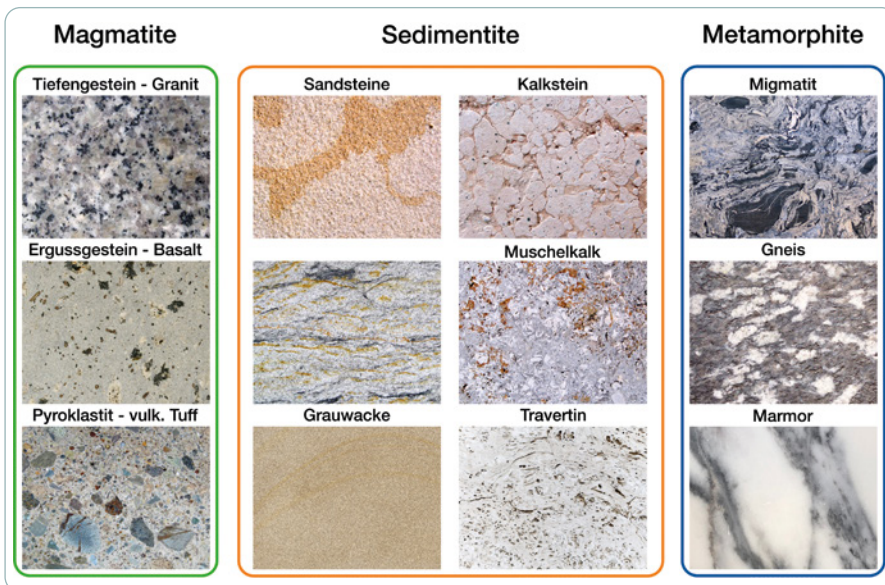 Magmatite
Tiefengestein - Granit
Ergussgestein - Basalt
Pyroklastit - vulk. Tuff
Sedimentite
Sandsteine
Kalkstein
Muschelkalk
Grauwacke
Travertin
Metamorphite
Migmatit
Gneis
Marmor